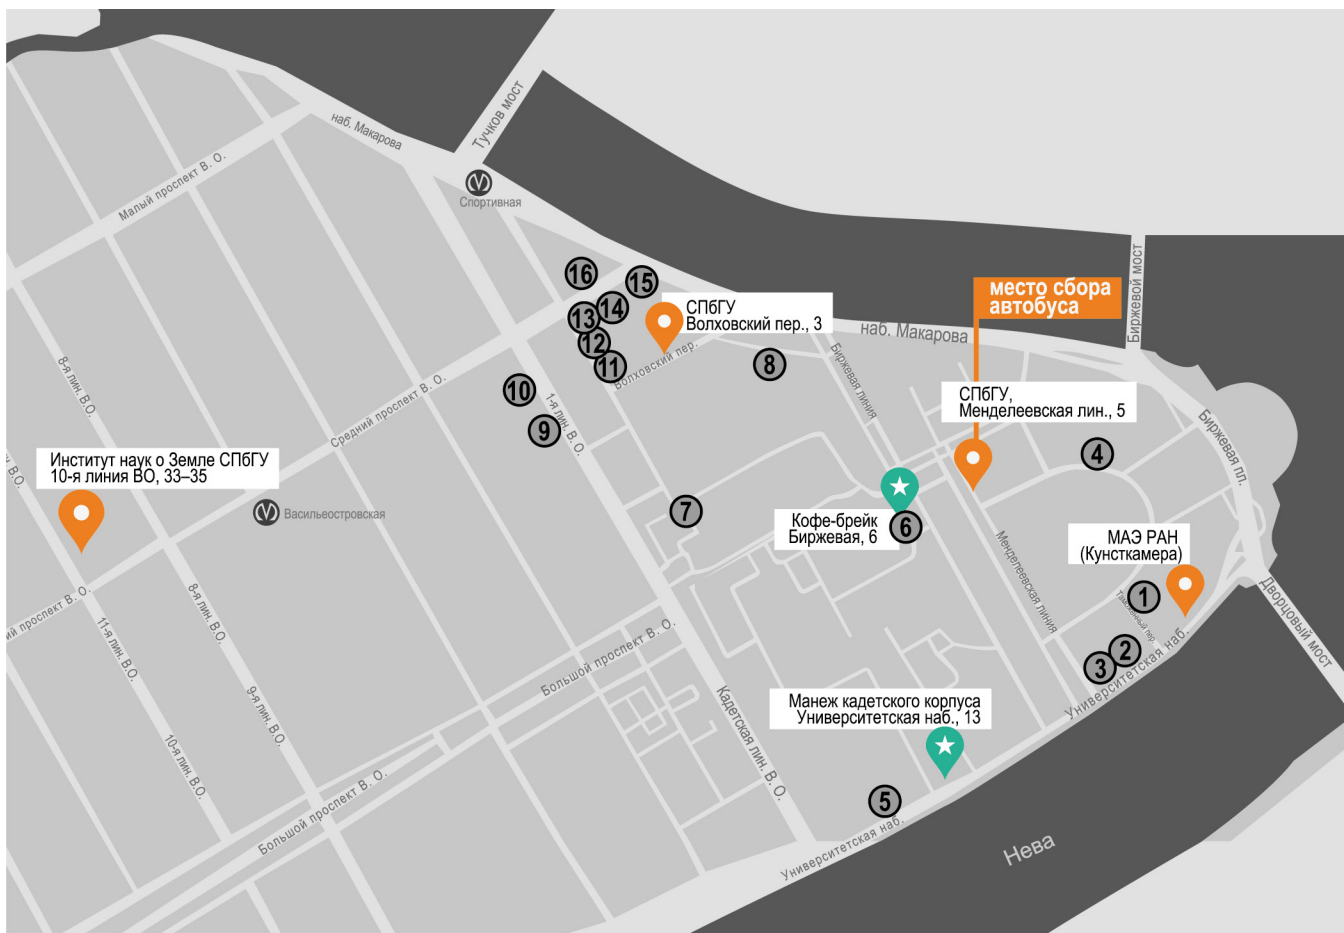 Тучков мост
наб. Макарова
Малый проспект В. О.
Спортивная
Биржевой мост
16
15
14
13
12
11
СПбГУ
Волховский пер., 3
Волховский пер.
место сбора
автобуса
наб. Макарова
8
Биржевая линия
8-я лин. В.О.
Средний проспект В. О.
10
9
1-я лин. В. О.
СПбГУ,
Менделеевская лин., 5
4
Биржевая пл.
Институт наук о Земле СПбГУ
10-я линия ВО, 33–35
В.О.
Васильеостровская
7
Кофе-брейк
Биржевая, 6
6
МАЭ РАН
(Кунсткамера)
Менделеевская линия
1
Таможенный пер.
Дворцовый мост
2
3
Университетская наб.
ий проспект В. О.
8-я лин. В.О.
11-я лин. В.О.
Большой проспект В. О.
9-я лин. В.О.
10-я лин. В.О.
Кадетская лин. В. О.
Манеж кадетского корпуса
Университетская наб., 13
5
Большой проспект В. О.
Университетская наб.
Нева